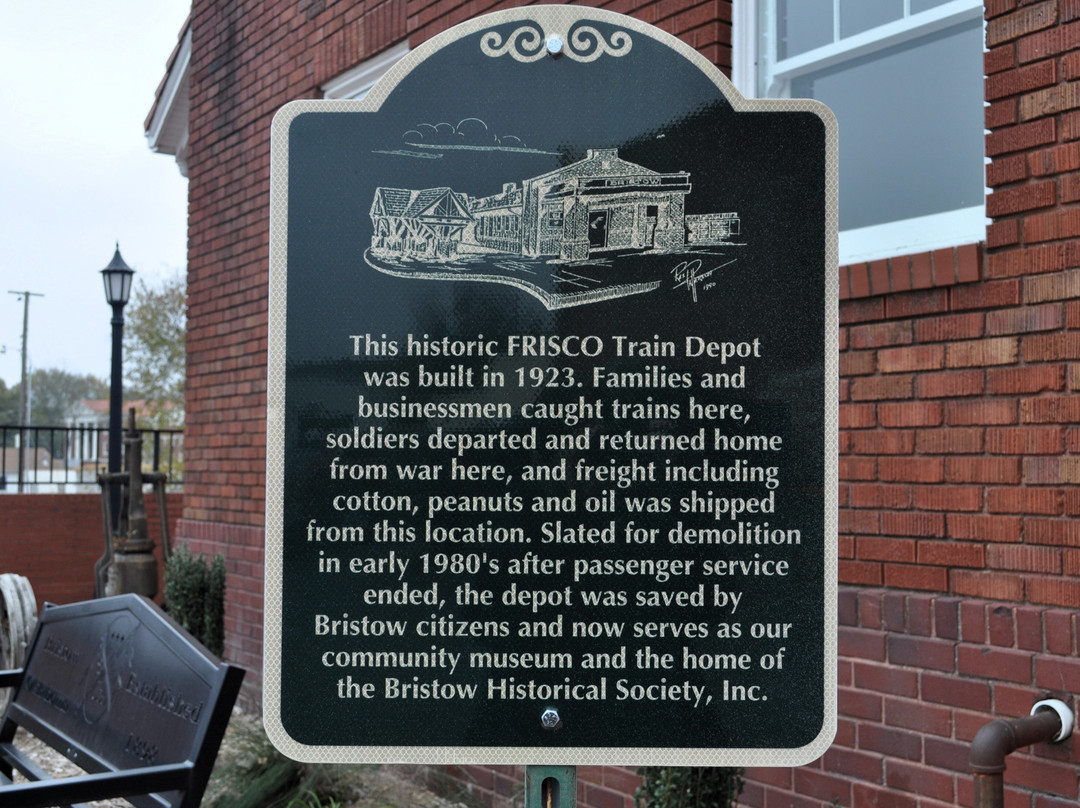 BRISTOW
This historic FRISCO Train Depot
was built in 1923. Families and
businessmen caught trains here,
soldiers departed and returned home
from war here, and freight including
cotton, peanuts and oil was shipped
from this location. Slated for demolition
in early 1980's after passenger service
ended, the depot was saved by
Bristow citizens and now serves as our
community museum and the home of
the Bristow Historical Society, Inc.
Established